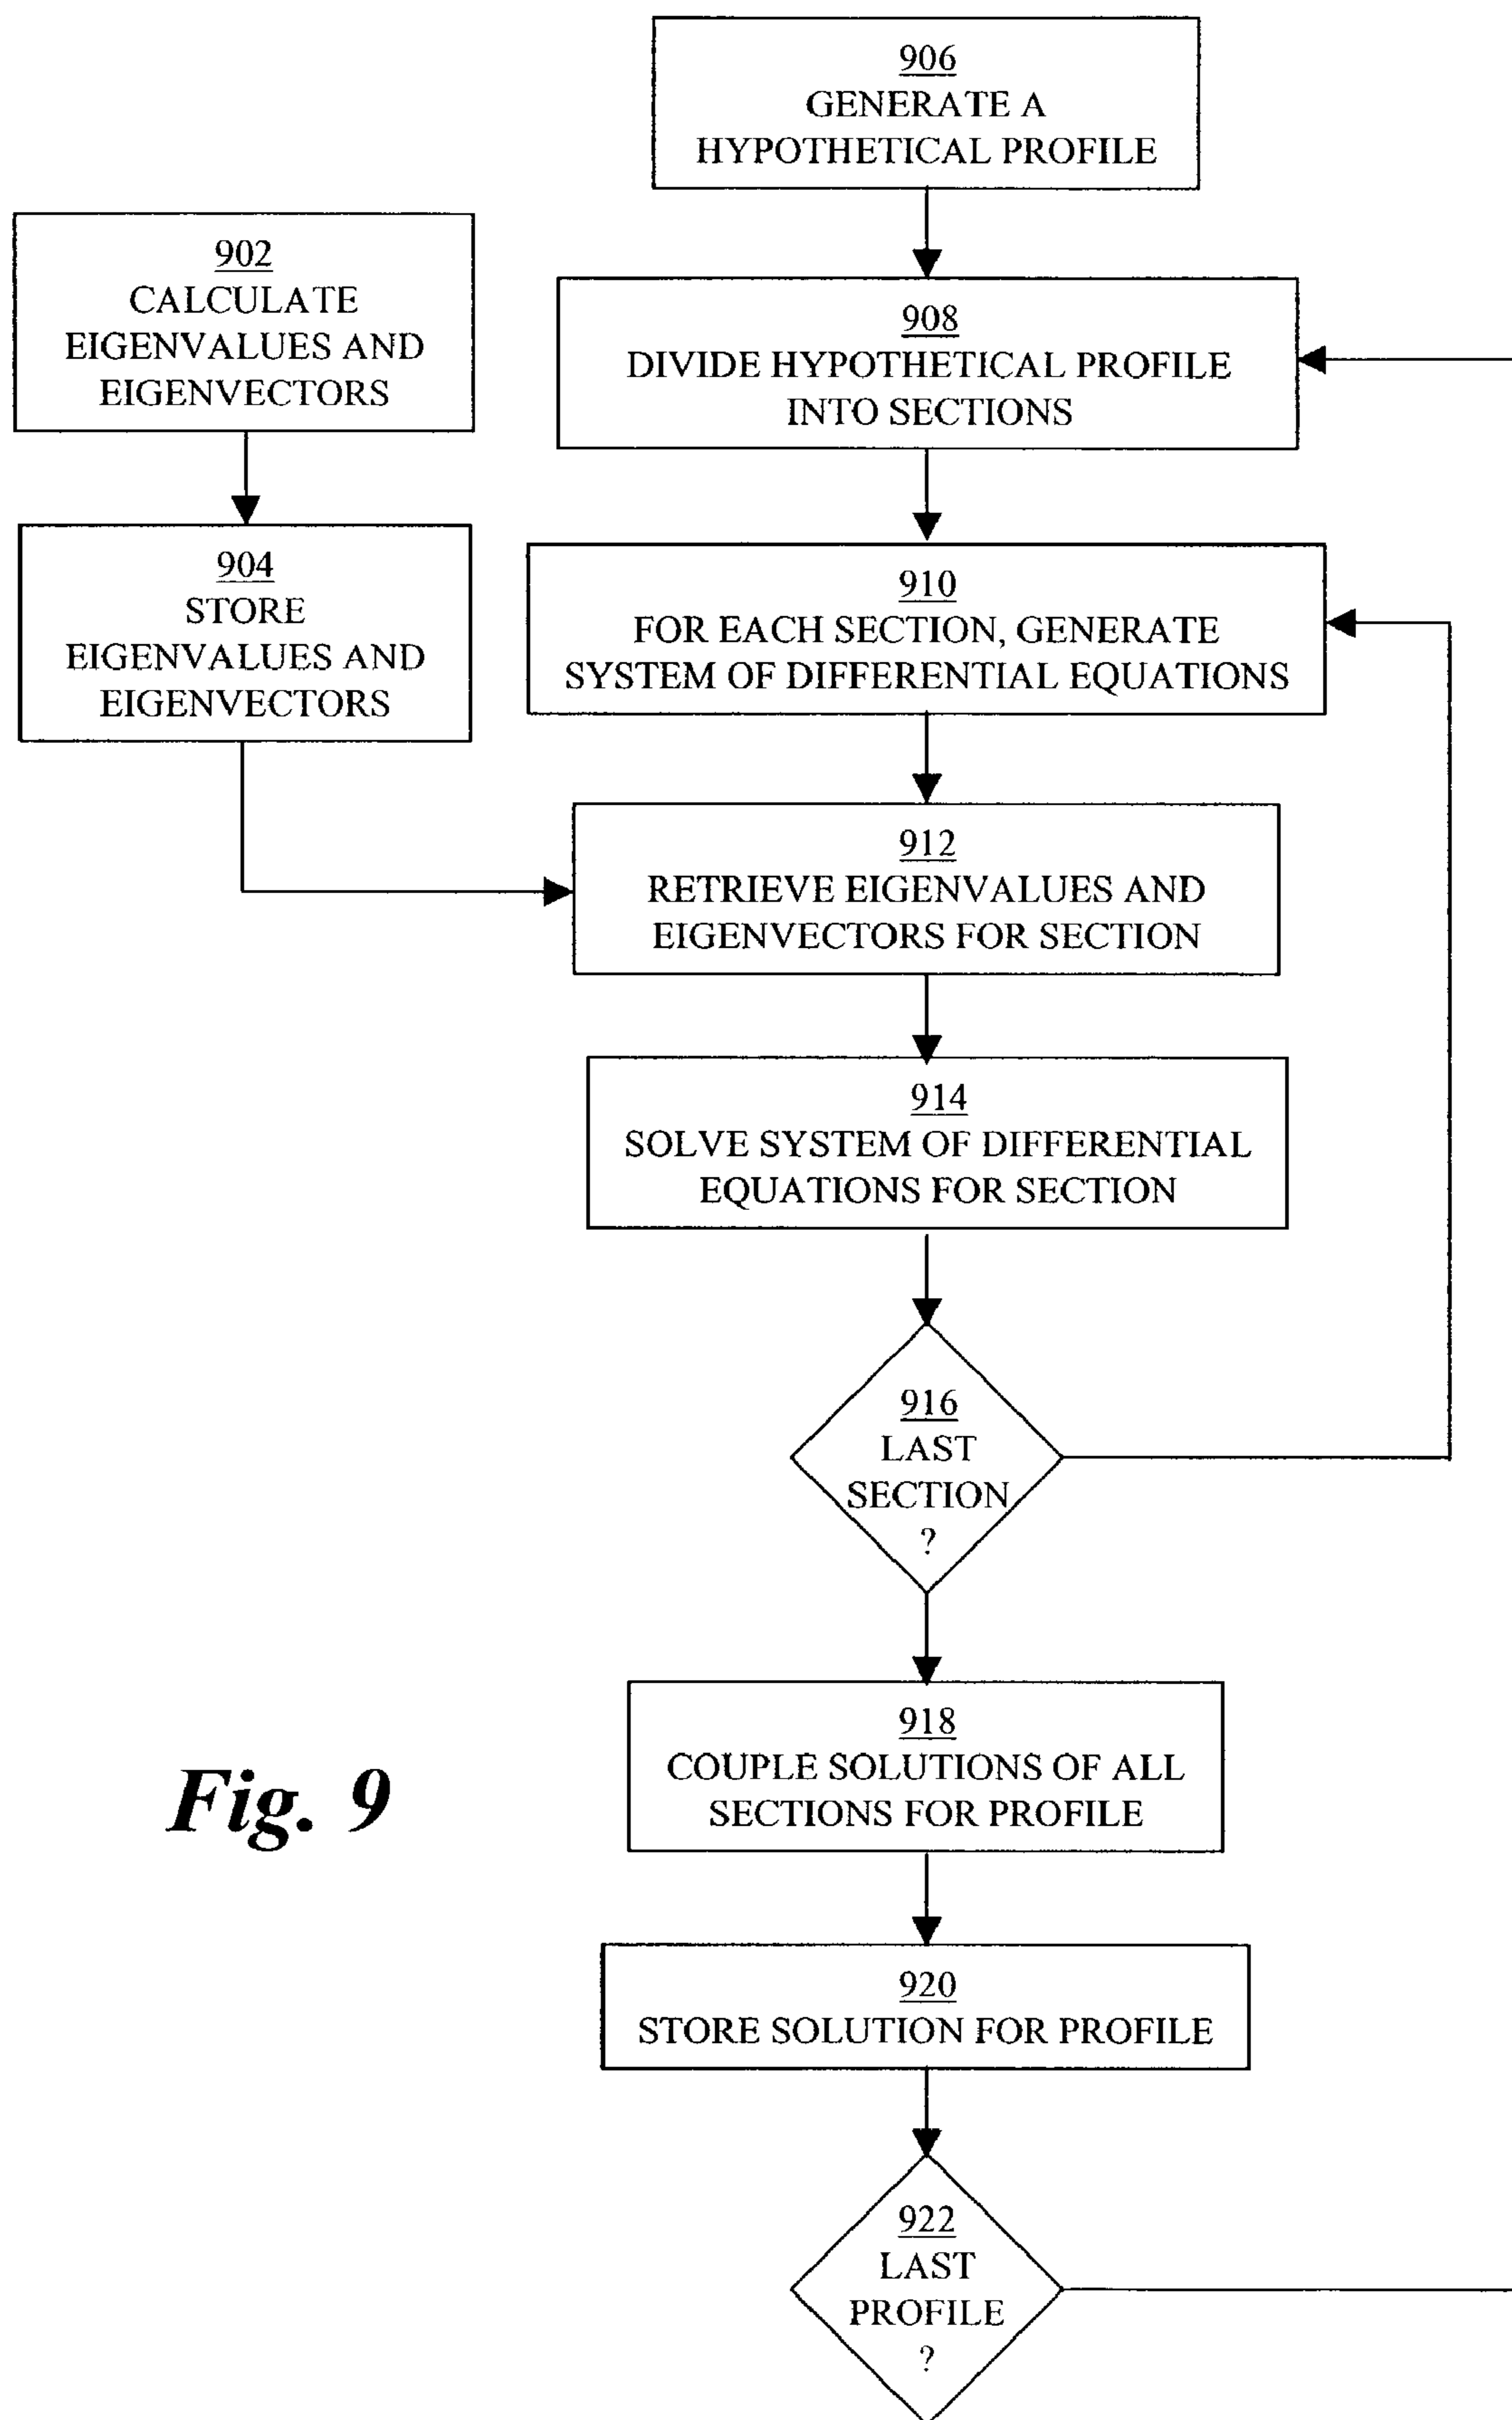 906
GENERATE A
HYPOTHETICAL PROFILE
902
CALCULATE
EIGENVALUES AND
EIGENVECTORS
908
DIVIDE HYPOTHETICAL PROFILE
INTO SECTIONS
904
STORE
EIGENVALUES AND
EIGENVECTORS
910
FOR EACH SECTION, GENERATE
SYSTEM OF DIFFERENTIAL EQUATIONS
912
RETRIEVE EIGENVALUES AND
EIGENVECTORS FOR SECTION
914
SOLVE SYSTEM OF DIFFERENTIAL
EQUATIONS FOR SECTION
916
LAST
SECTION
?
918
COUPLE SOLUTIONS OF ALL
SECTIONS FOR PROFILE
Fig. 9
920
STORE SOLUTION FOR PROFILE
922
LAST
PROFILE
?